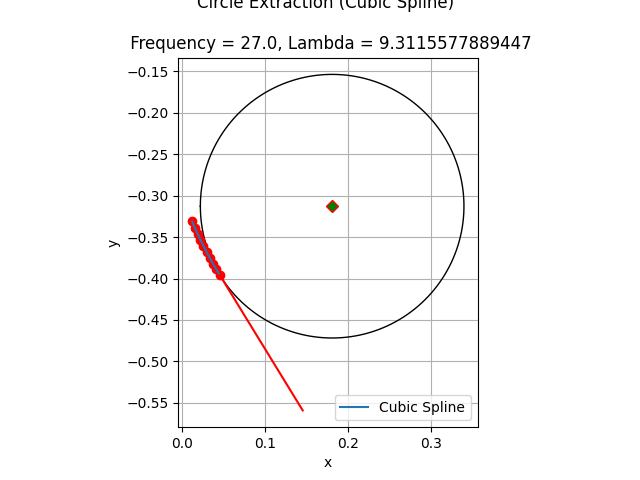 Circle Extraction (Cubic Spline)
Frequency = 27.0, Lambda = 9.3115577889447
−0.15
−0.20
−0.25
−0.30
−0.35
−0.40
−0.45
−0.50
−0.55
y
Cubic Spline
0.0 0.1 0.2 0.3
x